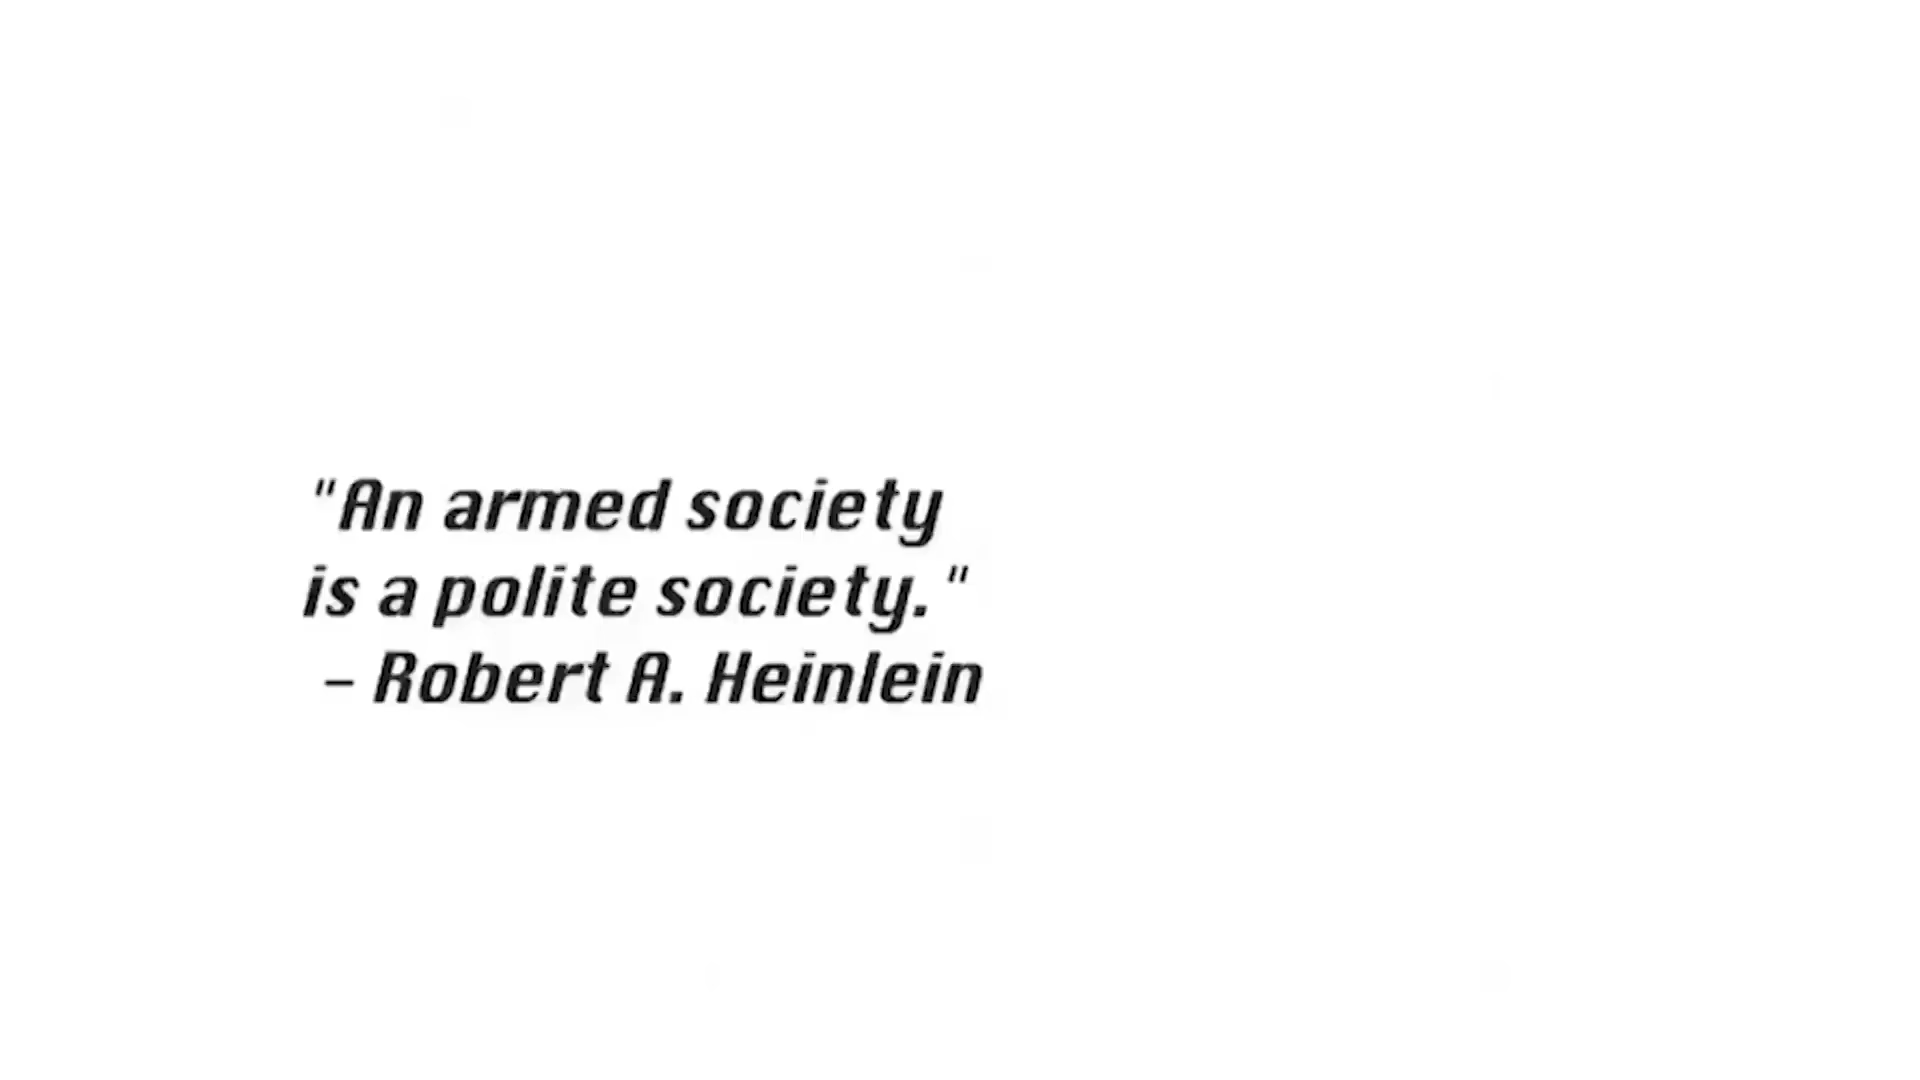 "An armed society
is a polite society."
– Robert A. Heinlein